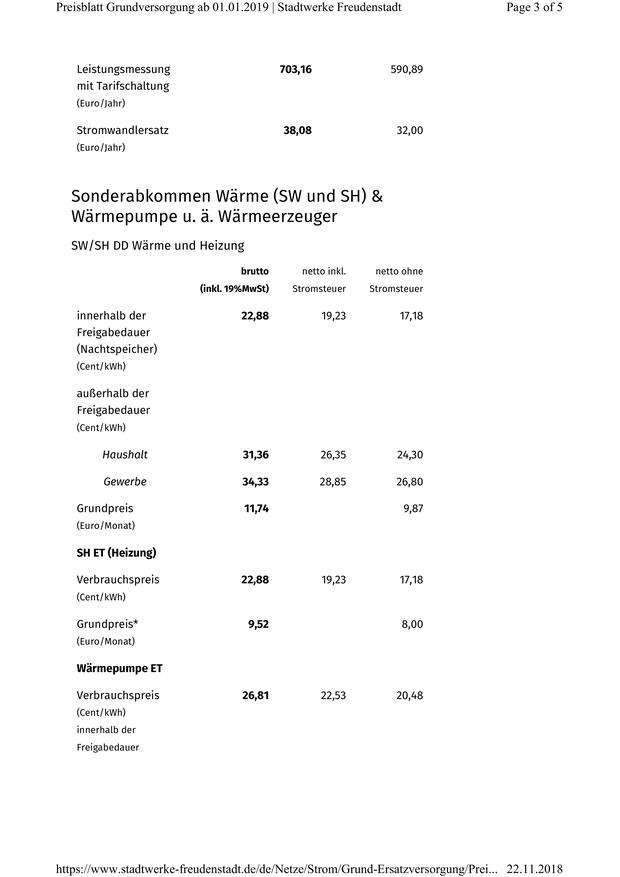 Preisblatt Grundversorgung ab 01.01.2019 | Stadtwerke Freudenstadt Page 3 of 5
Leistungsmessung 703,16 590,89
mit Tarifschaltung
(Euro/Jahr)
Stromwandlersatz 38,08 32,00
(Euro/Jahr)
Sonderabkommen Wärme (SW und SH) &
Wärmepumpe u. ä. Wärmeerzeuger
SW/SH DD Wärme und Heizung
brutto netto inkl. netto ohne
(inkl. 19%MwSt) Stromsteuer Stromsteuer
innerhalb der 22,88 19,23 17,18
Freigabedauer
(Nachtspeicher)
(Cent/kWh)
außerhalb der
Freigabedauer
(Cent/kWh)
Haushalt 31,36 26,35 24,30
Gewerbe 34,33 28,85 26,80
Grundpreis 11,74 9,87
(Euro/Monat)
SH ET (Heizung)
Verbrauchspreis 22,88 19,23 17,18
(Cent/kWh)
Grundpreis* 9,52 8,00
(Euro/Monat)
Wärmepumpe ET
Verbrauchspreis 26,81 22,53 20,48
(Cent/kWh)
innerhalb der
Freigabedauer
https://www.stadtwerke-freudenstadt.de/de/Netze/Strom/Grund-Ersatzversorgung/Prei... 22.11.2018